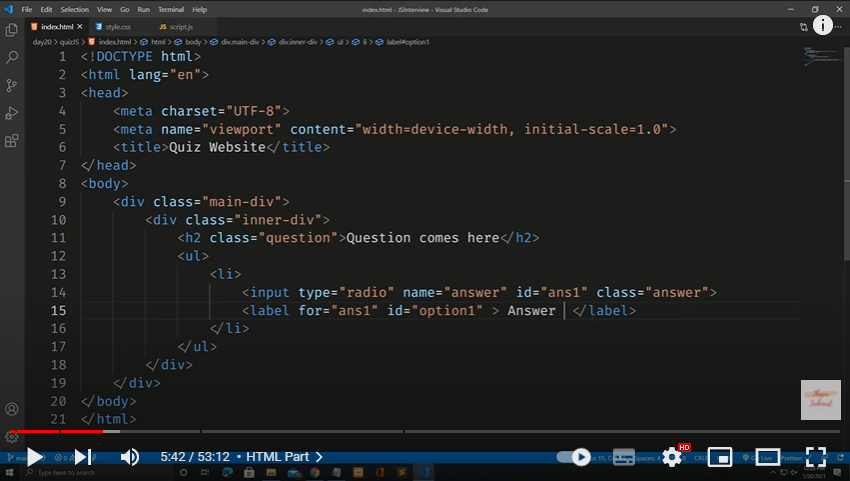 File Edit Selection View Go Run Terminal Help
index.html - JSInterview - Visual Studio Code
index.html
style.css
JS script.js
day20 > quizJS > index.html > html > body > div.main-div > div.inner-div > ul > li > label#option1
1 <!DOCTYPE html>
2 <html lang="en">
3 <head>
4 <meta charset="UTF-8">
5 <meta name="viewport" content="width=device-width, initial-scale=1.0">
6 <title>Quiz Website</title>
7 </head>
8 <body>
9 <div class="main-div">
10 <div class="inner-div">
11 <h2 class="question">Question comes here</h2>
12 <ul>
13 <li>
14 <input type="radio" name="answer" id="ans1" class="answer">
15 <label for="ans1" id="option1" > Answer </label>
16 </li>
17 </ul>
18 </div>
19 </div>
20 </body>
21 </html>
5:42 / 53:12 • HTML Part >
HD
Type here to search
1/20/2021